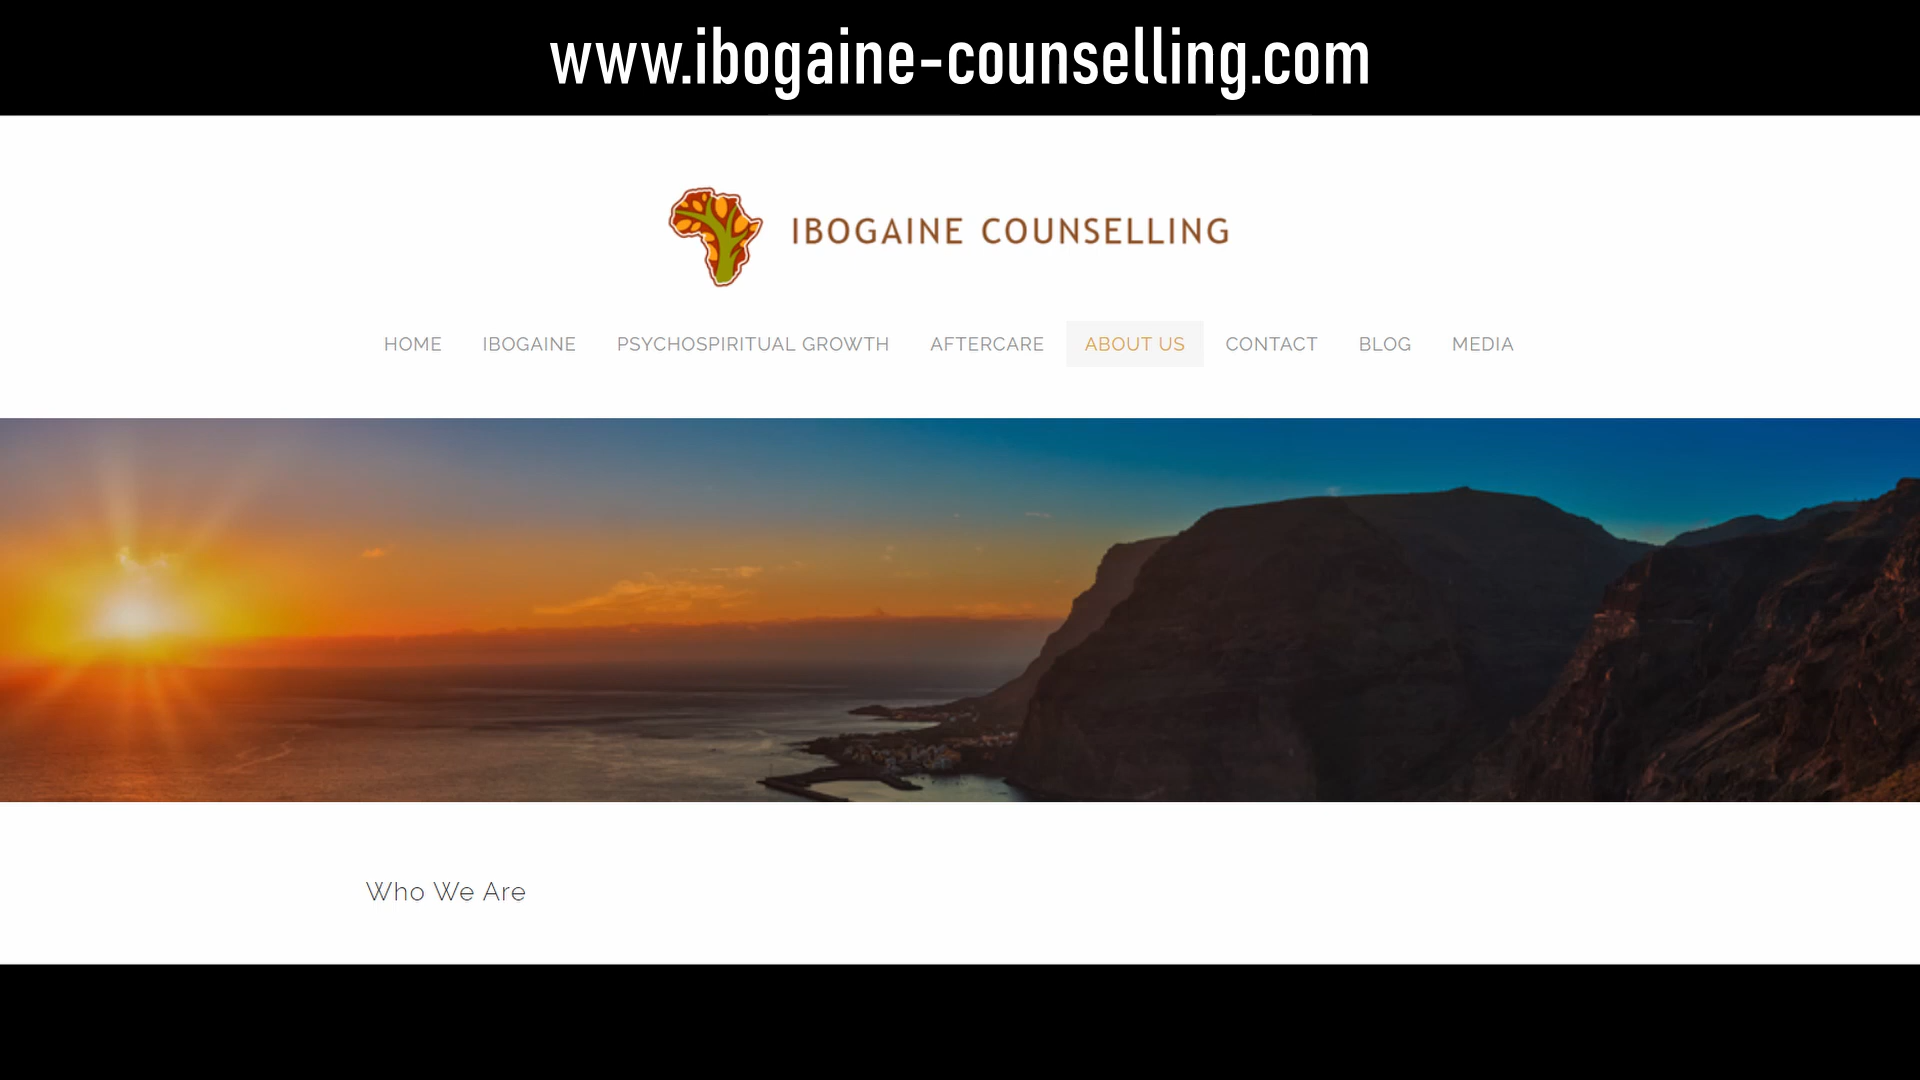 www.ibogaine-counselling.com
IBOGAINE COUNSELLING
HOME IBOGAINE PSYCHOSPIRITUAL GROWTH AFTERCARE ABOUT US CONTACT BLOG MEDIA
Who We Are